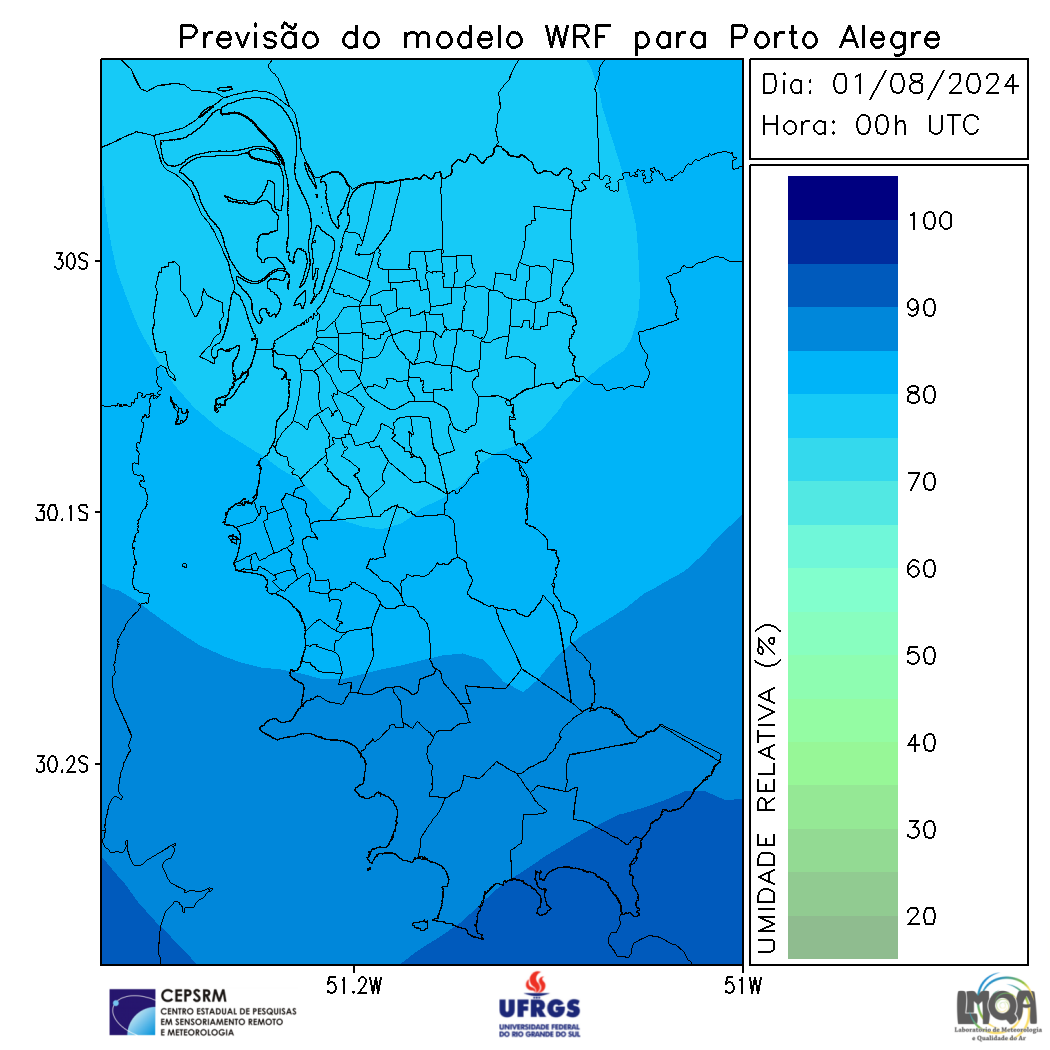 Previsão do modelo WRF para Porto Alegre
Dia: 01/08/2024
Hora: 00h UTC
100
90
80
70
60
50
40
30
20
UMIDADE RELATIVA (%)
30S
30.1S
30.2S
51.2W
51W
CEPSRM
CENTRO ESTADUAL DE PESQUISAS
EM SENSORIAMENTO REMOTO
E METEOROLOGIA
UFRGS
UNIVERSIDADE FEDERAL
DO RIO GRANDE DO SUL
LMQA
Laboratório de Meteorologia
e Qualidade do Ar